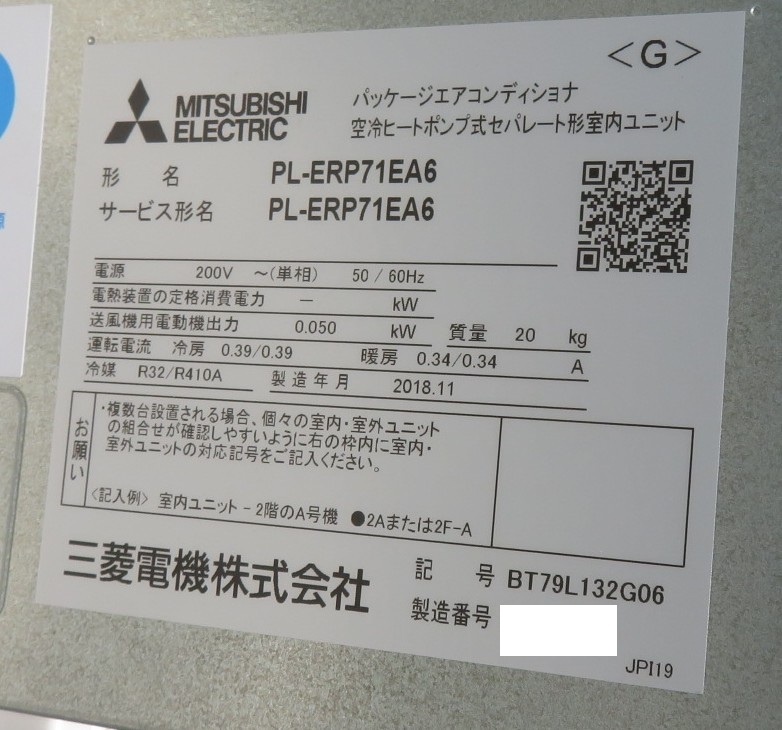 <G>
MITSUBISHI
ELECTRIC
パッケージエアコンディショナ
空冷ヒートポンプ式セパレート形室内ユニット
形 名 PL-ERP71EA6
サービス形名 PL-ERP71EA6
電源 200V ～(単相) 50 / 60Hz
電熱装置の定格消費電力 － kW
送風機用電動機出力 0.050 kW 質量 20 kg
運転電流 冷房 0.39/0.39 暖房 0.34/0.34 A
冷媒 R32/R410A 製造年月 2018.11
お願い
・複数台設置される場合、個々の室内・室外ユニット
の組合せが確認しやすいように右の枠内に室内・
室外ユニットの対応記号をご記入ください。
〈記入例〉 室内ユニット - 2階のA号機 ●2Aまたは2F-A
三菱電機株式会社
記 号 BT79L132G06
製造番号
JPI19